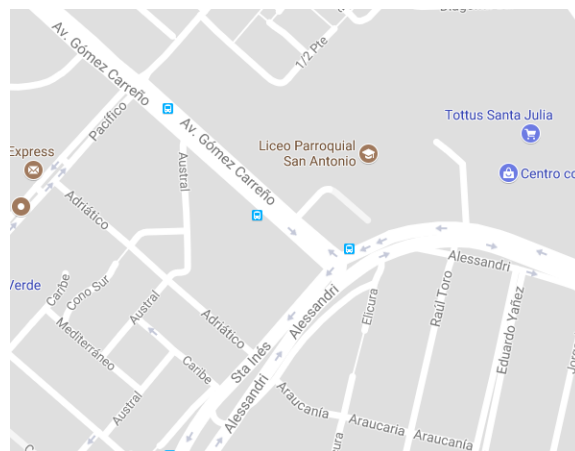 Av. Gómez Carreño
1/2 Pte
Pacífico
Av. Gómez Carreño
Tottus Santa Julia
Express
Austral
Liceo Parroquial
San Antonio
Centro co
Adriático
Alessandri
Verde
Caribe
Cono Sur
Austral
Adriático
Alessandri
Elicura
Raúl Toro
Eduardo Yañez
Mediterráneo
Caribe
Sta Inés
Alessandri
Austral
Araucanía
Araucaria
Araucanía